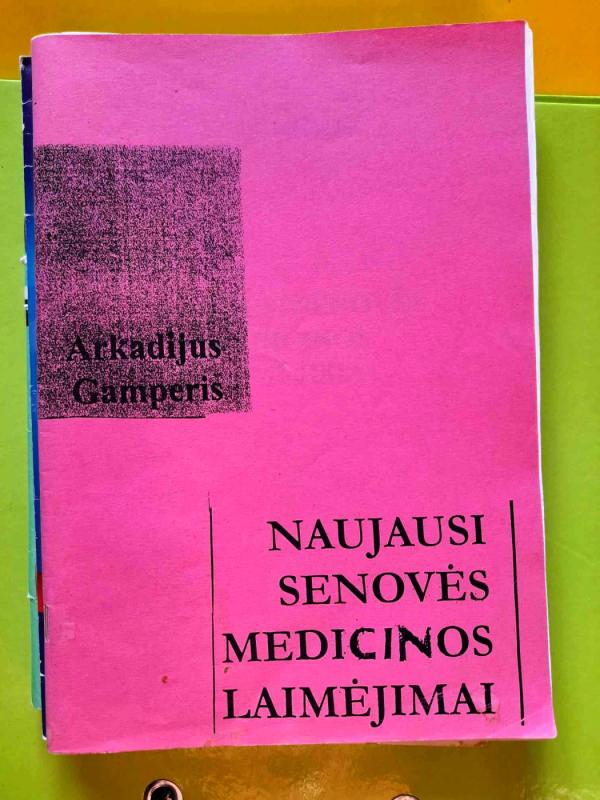 Arkadijus
Gamperis
NAUJAUSI
SENOVĖS
MEDICINOS
LAIMĖJIMAI